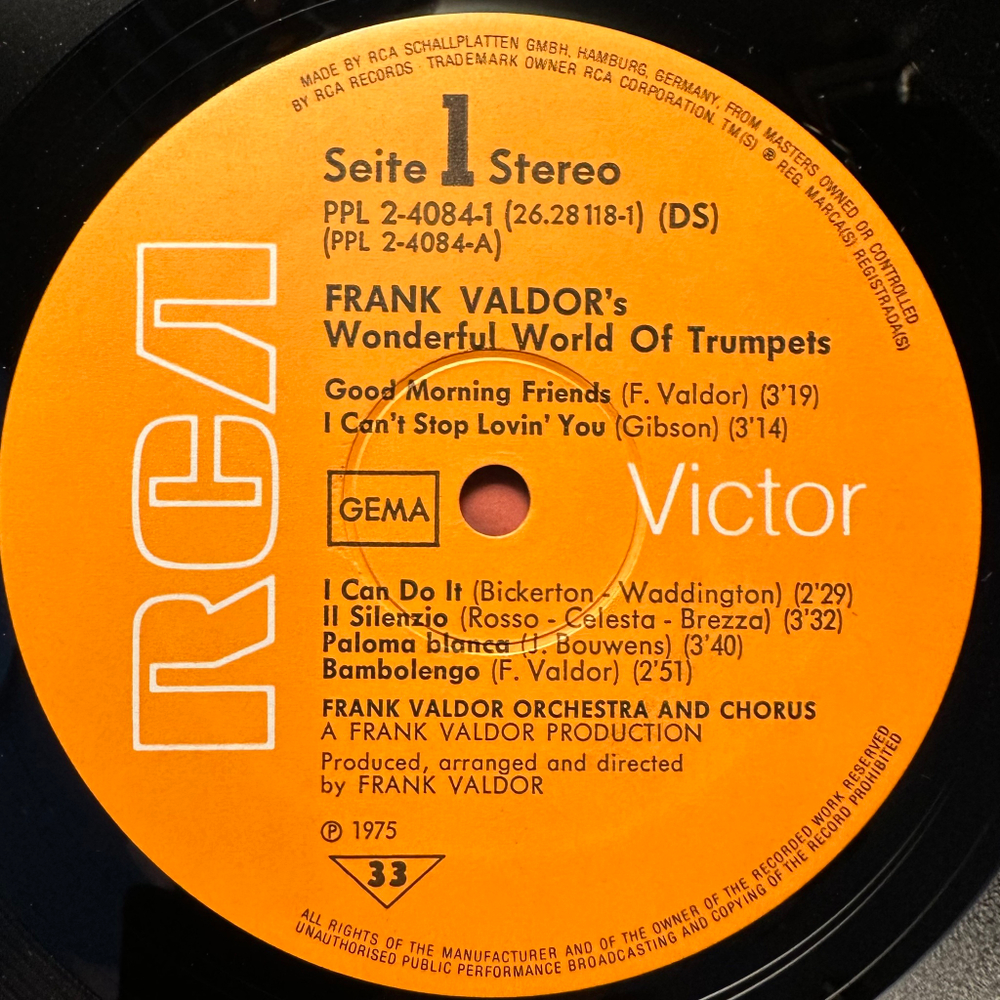 MADE BY RCA SCHALLPLATTEN GMBH, HAMBURG, GERMANY, FROM MASTERS OWNED OR CONTROLLED
BY RCA RECORDS · TRADEMARK OWNER RCA CORPORATION. TM(S) ® REG. MARCA(S) REGISTRADA(S)
Seite 1 Stereo
PPL 2-4084-1 (26.28118-1) (DS)
(PPL 2-4084-A)
FRANK VALDOR's
Wonderful World Of Trumpets
Good Morning Friends (F. Valdor) (3'19)
I Can't Stop Lovin' You (Gibson) (3'14)
RCA
GEMA
Victor
I Can Do It (Bickerton - Waddington) (2'29)
Il Silenzio (Rosso - Celesta - Brezza) (3'32)
Paloma blanca (J. Bouwens) (3'40)
Bambolengo (F. Valdor) (2'51)
FRANK VALDOR ORCHESTRA AND CHORUS
A FRANK VALDOR PRODUCTION
Produced, arranged and directed
by FRANK VALDOR
℗ 1975
33
ALL RIGHTS OF THE MANUFACTURER AND OF THE OWNER OF THE RECORDED WORK RESERVED
UNAUTHORISED PUBLIC PERFORMANCE BROADCASTING AND COPYING OF THE RECORD PROHIBITED